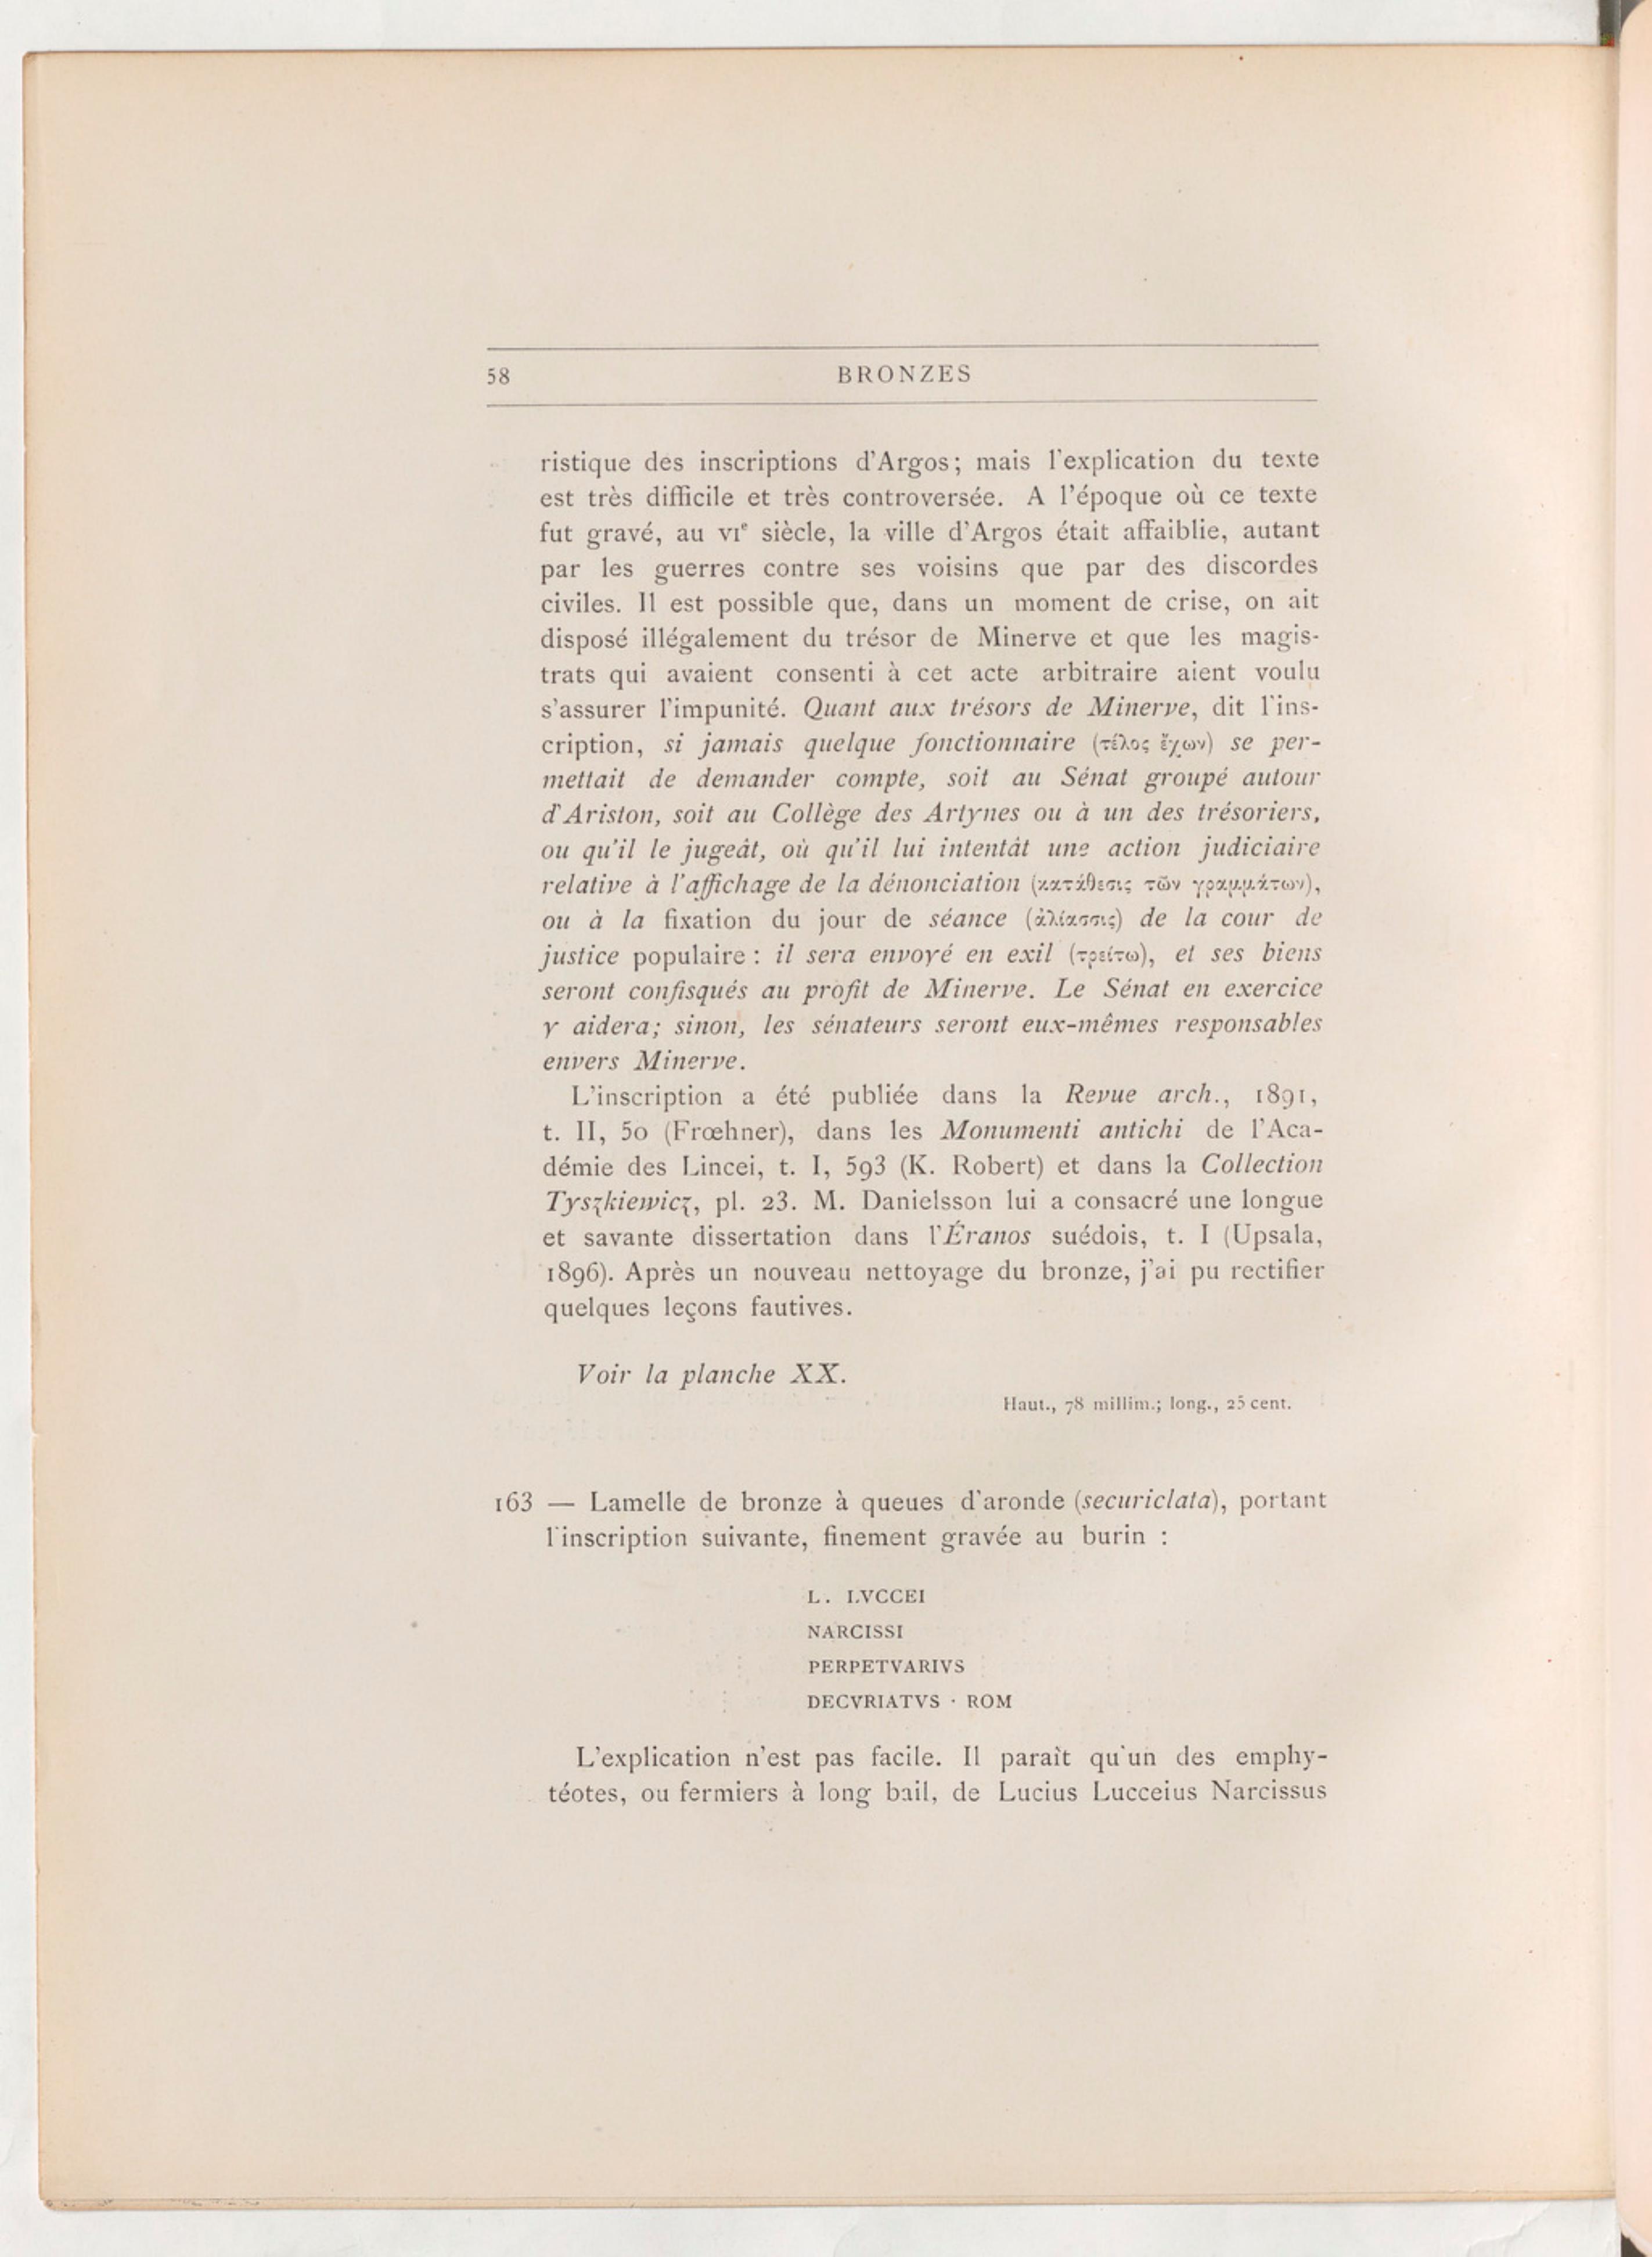 58
BRONZES
ristique des inscriptions d'Argos; mais l'explication du texte
est très difficile et très controversée. A l'époque où ce texte
fut gravé, au VIe siècle, la ville d'Argos était affaiblie, autant
par les guerres contre ses voisins que par des discordes
civiles. Il est possible que, dans un moment de crise, on ait
disposé illégalement du trésor de Minerve et que les magis-
trats qui avaient consenti à cet acte arbitraire aient voulu
s'assurer l'impunité. Quant aux trésors de Minerve, dit l'ins-
cription, si jamais quelque fonctionnaire (τέλος ἔχων) se per-
mettait de demander compte, soit au Sénat groupé autour
d'Ariston, soit au Collège des Artynes ou à un des trésoriers,
ou qu'il le jugeât, où qu'il lui intentât une action judiciaire
relative à l'affichage de la dénonciation (κατάθεσις τῶν γραμμάτων),
ou à la fixation du jour de séance (ἁλίασσις) de la cour de
justice populaire : il sera envoyé en exil (τρείτω), et ses biens
seront confisqués au profit de Minerve. Le Sénat en exercice
y aidera; sinon, les sénateurs seront eux-mêmes responsables
envers Minerve.
L'inscription a été publiée dans la Revue arch., 1891,
t. II, 50 (Frœhner), dans les Monumenti antichi de l'Aca-
démie des Lincei, t. I, 593 (K. Robert) et dans la Collection
Tyszkiewicz, pl. 23. M. Danielsson lui a consacré une longue
et savante dissertation dans l'Éranos suédois, t. I (Upsala,
1896). Après un nouveau nettoyage du bronze, j'ai pu rectifier
quelques leçons fautives.
Voir la planche XX.
Haut., 78 millim.; long., 25 cent.
163 — Lamelle de bronze à queues d'aronde (securiclata), portant
l'inscription suivante, finement gravée au burin :
L. LVCCEI
NARCISSI
PERPETVARIVS
DECVRIATVS · ROM
L'explication n'est pas facile. Il paraît qu'un des emphy-
téotes, ou fermiers à long bail, de Lucius Lucceius Narcissus